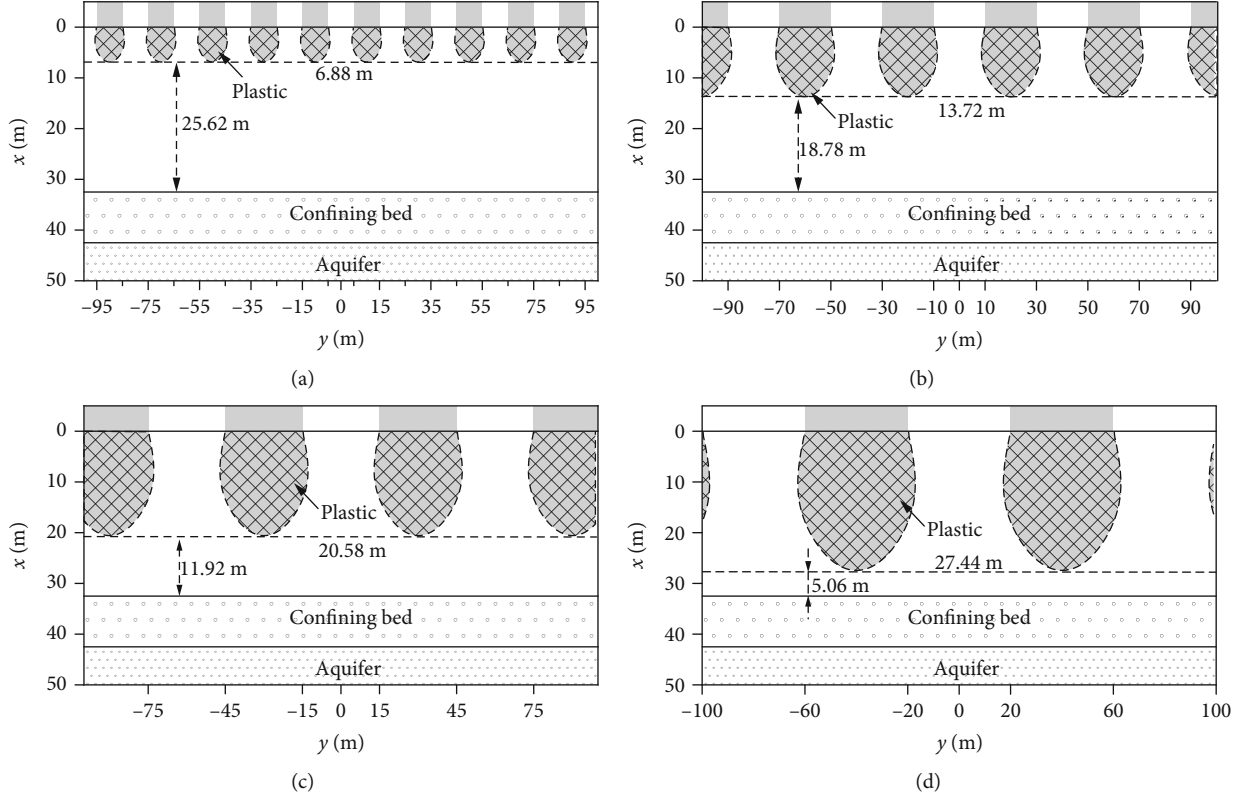 0
10
20
30
40
50
x (m)
6.88 m
Plastic
25.62 m
Confining bed
Aquifer
−95 −75 −55 −35 −15 0 15 35 55 75 95
y (m)
(a)
0
10
20
30
40
50
x (m)
13.72 m
Plastic
18.78 m
Confining bed
Aquifer
−90 −70 −50 −30 −10 0 10 30 50 70 90
y (m)
(b)
0
10
20
30
40
50
x (m)
Plastic
20.58 m
11.92 m
Confining bed
Aquifer
−75 −45 −15 0 15 45 75
y (m)
(c)
0
10
20
30
40
50
x (m)
Plastic
27.44 m
5.06 m
Confining bed
Aquifer
−100 −60 −20 0 20 60 100
y (m)
(d)